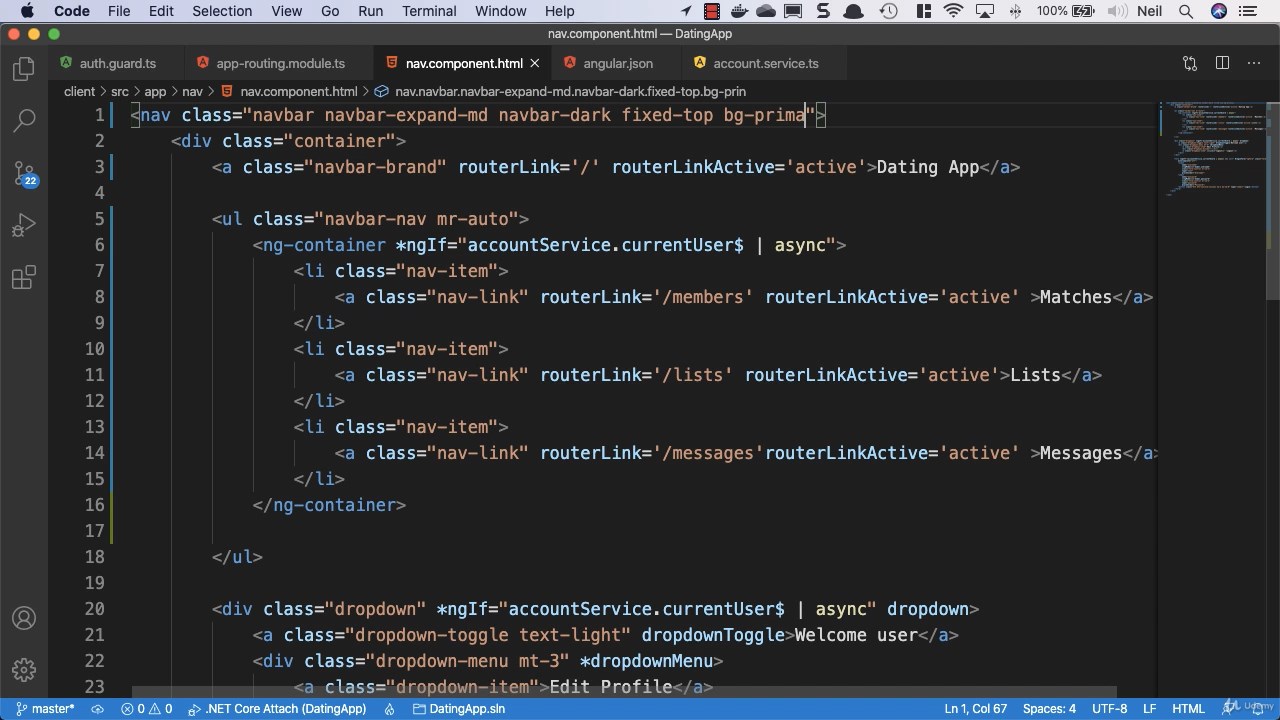 Code File Edit Selection View Go Run Terminal Window Help 100% Neil
nav.component.html — DatingApp
auth.guard.ts app-routing.module.ts nav.component.html angular.json account.service.ts
client › src › app › nav › nav.component.html › nav.navbar.navbar-expand-md.navbar-dark.fixed-top.bg-prin
1 <nav class="navbar navbar-expand-md navbar-dark fixed-top bg-prima">
2 <div class="container">
3 <a class="navbar-brand" routerLink='/' routerLinkActive='active'>Dating App</a>
4
5 <ul class="navbar-nav mr-auto">
6 <ng-container *ngIf="accountService.currentUser$ | async">
7 <li class="nav-item">
8 <a class="nav-link" routerLink='/members' routerLinkActive='active' >Matches</a>
9 </li>
10 <li class="nav-item">
11 <a class="nav-link" routerLink='/lists' routerLinkActive='active'>Lists</a>
12 </li>
13 <li class="nav-item">
14 <a class="nav-link" routerLink='/messages'routerLinkActive='active' >Messages</a>
15 </li>
16 </ng-container>
17
18 </ul>
19
20 <div class="dropdown" *ngIf="accountService.currentUser$ | async" dropdown>
21 <a class="dropdown-toggle text-light" dropdownToggle>Welcome user</a>
22 <div class="dropdown-menu mt-3" *dropdownMenu>
23 <a class="dropdown-item">Edit Profile</a>
22
master* 0 0 .NET Core Attach (DatingApp) DatingApp.sln Ln 1, Col 67 Spaces: 4 UTF-8 LF HTML Udemy